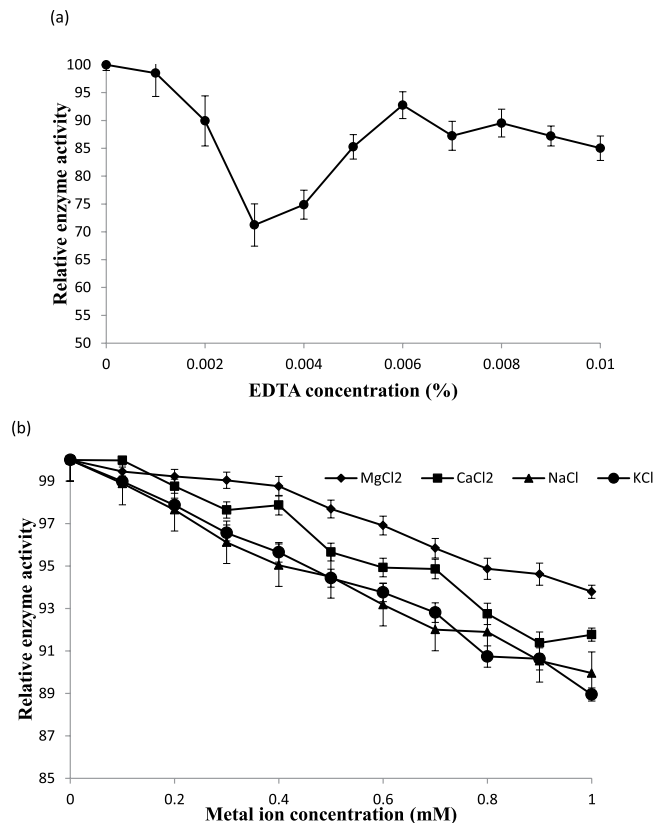 (a)
Relative enzyme activity
100
95
90
85
80
75
70
65
60
55
50
0 0.002 0.004 0.006 0.008 0.01
EDTA concentration (%)
(b)
Relative enzyme activity
MgCl2 CaCl2 NaCl KCl
99
97
95
93
91
89
87
85
0 0.2 0.4 0.6 0.8 1
Metal ion concentration (mM)